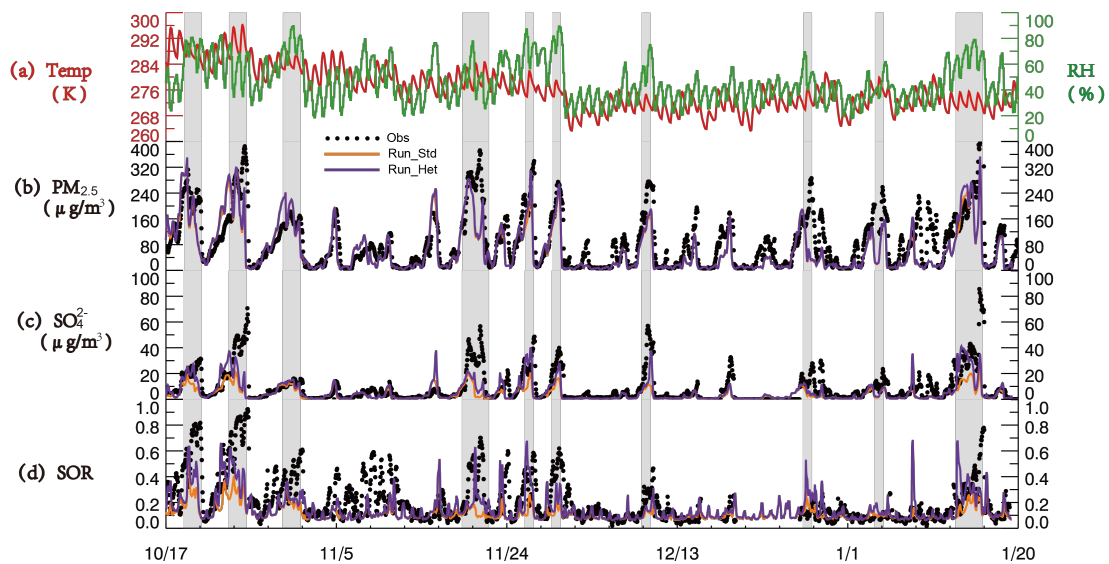 300 100
292 80
(a) Temp 284 60 RH
(K) 276 40 (%)
268 20
260 0
Obs
Run_Std
Run_Het
400 400
320 320
(b) PM2.5 240 240
(μg/m³) 160 160
80 80
0 0
100 100
80 80
(c) SO₄²⁻ 60 60
(μg/m³) 40 40
20 20
0 0
1.0 1.0
0.8 0.8
(d) SOR 0.6 0.6
0.4 0.4
0.2 0.2
0.0 0.0
10/17 11/5 11/24 12/13 1/1 1/20